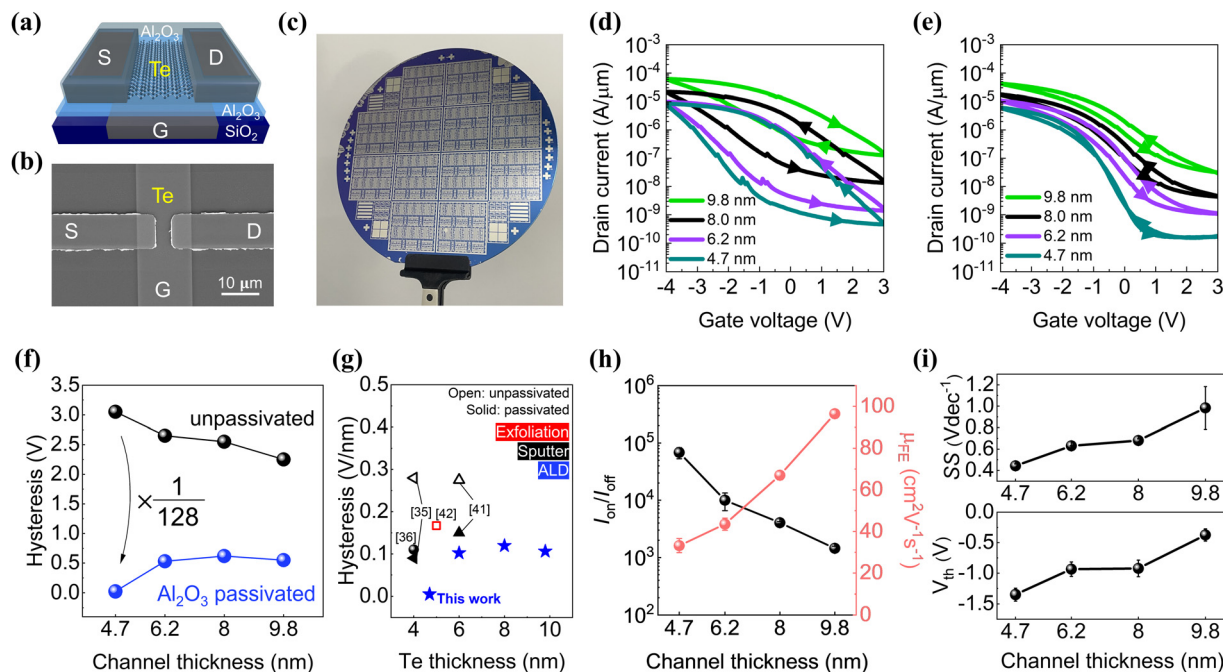 (a)
Al2O3
S
D
Te
Al2O3
G
SiO2
(b)
Te
S
D
G
10 μm
(c)
(d)
Drain current (A/μm)
10⁻³
10⁻⁴
10⁻⁵
10⁻⁶
10⁻⁷
10⁻⁸
10⁻⁹
10⁻¹⁰
10⁻¹¹
9.8 nm
8.0 nm
6.2 nm
4.7 nm
-4 -3 -2 -1 0 1 2 3
Gate voltage (V)
(e)
Drain current (A/μm)
10⁻³
10⁻⁴
10⁻⁵
10⁻⁶
10⁻⁷
10⁻⁸
10⁻⁹
10⁻¹⁰
10⁻¹¹
9.8 nm
8.0 nm
6.2 nm
4.7 nm
-4 -3 -2 -1 0 1 2 3
Gate voltage (V)
(f)
Hysteresis (V)
3.5
3.0
2.5
2.0
1.5
1.0
0.5
0.0
unpassivated
×1/128
Al2O3 passivated
4.7 6.2 8 9.8
Channel thickness (nm)
(g)
Hysteresis (V/nm)
0.5
0.4
0.3
0.2
0.1
0.0
Open: unpassivated
Solid: passivated
Exfoliation
Sputter
ALD
[35]
[42]
[41]
[36]
This work
4 6 8 10
Te thickness (nm)
(h)
Ion/Ioff
10⁶
10⁵
10⁴
10³
10²
100
80
60
40
20
0
μFE (cm²V⁻¹s⁻¹)
4.7 6.2 8 9.8
Channel thickness (nm)
(i)
SS (Vdec⁻¹)
1.2
1.0
0.8
0.6
0.4
4.7 6.2 8 9.8
Vth (V)
0.0
-0.5
-1.0
-1.5
4.7 6.2 8 9.8
Channel thickness (nm)